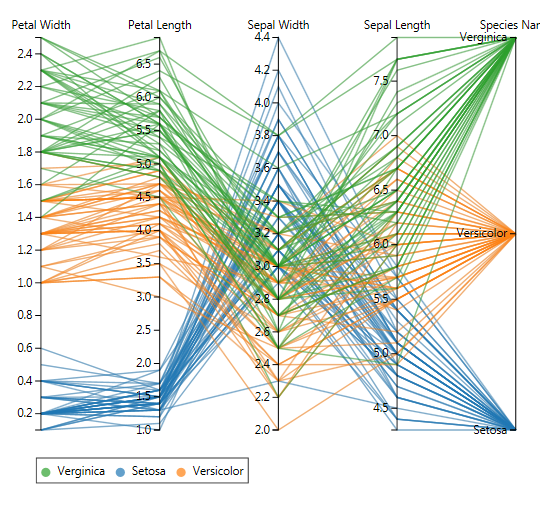 Petal Width Petal Length Sepal Width Sepal Length Species Nar
2.4 2.2 2.0 1.8 1.6 1.4 1.2 1.0 0.8 0.6 0.4 0.2
6.5 6.0 5.5 5.0 4.5 4.0 3.5 3.0 2.5 2.0 1.5 1.0
4.4 4.2 4.0 3.8 3.6 3.4 3.2 3.0 2.8 2.6 2.4 2.2 2.0
7.5 7.0 6.5 6.0 5.5 5.0 4.5
Verginica
Versicolor
Setosa
Verginica Setosa Versicolor